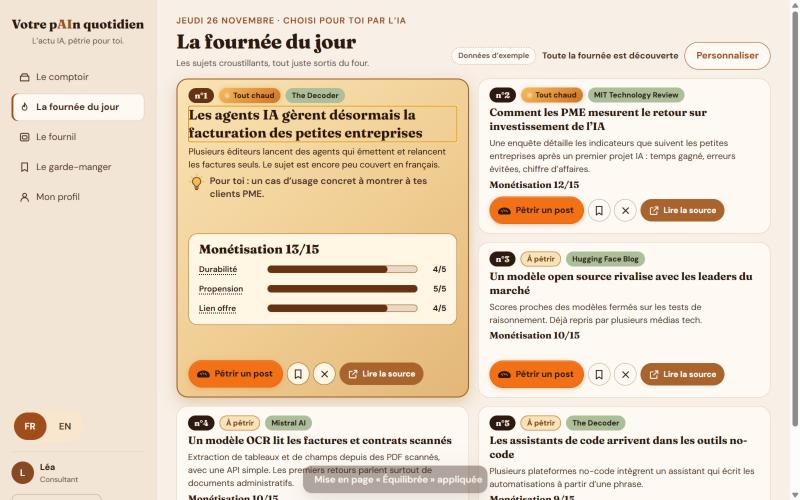 Votre pAIn quotidien
L'actu IA, pétrie pour toi.
Le comptoir
La fournée du jour
Le fournil
Le garde-manger
Mon profil
FR
EN
L
Léa
Consultant
JEUDI 26 NOVEMBRE · CHOISI POUR TOI PAR L'IA
La fournée du jour
Les sujets croustillants, tout juste sortis du four.
Données d'exemple
Toute la fournée est découverte
Personnaliser
n°1
Tout chaud
The Decoder
Les agents IA gèrent désormais la
facturation des petites entreprises
Plusieurs éditeurs lancent des agents qui émettent et relancent
les factures seuls. Le sujet est encore peu couvert en français.
Pour toi : un cas d'usage concret à montrer à tes
clients PME.
Monétisation 13/15
Durabilité
4/5
Propension
5/5
Lien offre
4/5
Pétrir un post
Lire la source
n°2
Tout chaud
MIT Technology Review
Comment les PME mesurent le retour sur
investissement de l'IA
Une enquête détaille les indicateurs que suivent les petites
entreprises après un premier projet IA : temps gagné, erreurs
évitées, chiffre d'affaires.
Monétisation 12/15
Pétrir un post
Lire la source
n°3
À pétrir
Hugging Face Blog
Un modèle open source rivalise avec les leaders du
marché
Scores proches des modèles fermés sur les tests de
raisonnement. Déjà repris par plusieurs médias tech.
Monétisation 10/15
Pétrir un post
Lire la source
n°4
À pétrir
Mistral AI
Un modèle OCR lit les factures et contrats scannés
Extraction de tableaux et de champs depuis des PDF scannés,
avec une API simple. Les premiers retours parlent surtout de
documents administratifs.
Monétisation 10/15
n°5
À pétrir
The Decoder
Les assistants de code arrivent dans les outils no-
code
Plusieurs plateformes no-code intègrent un assistant qui écrit les
automatisations à partir d'une phrase.
Monétisation 9/15
Mise en page « Équilibrée » appliquée